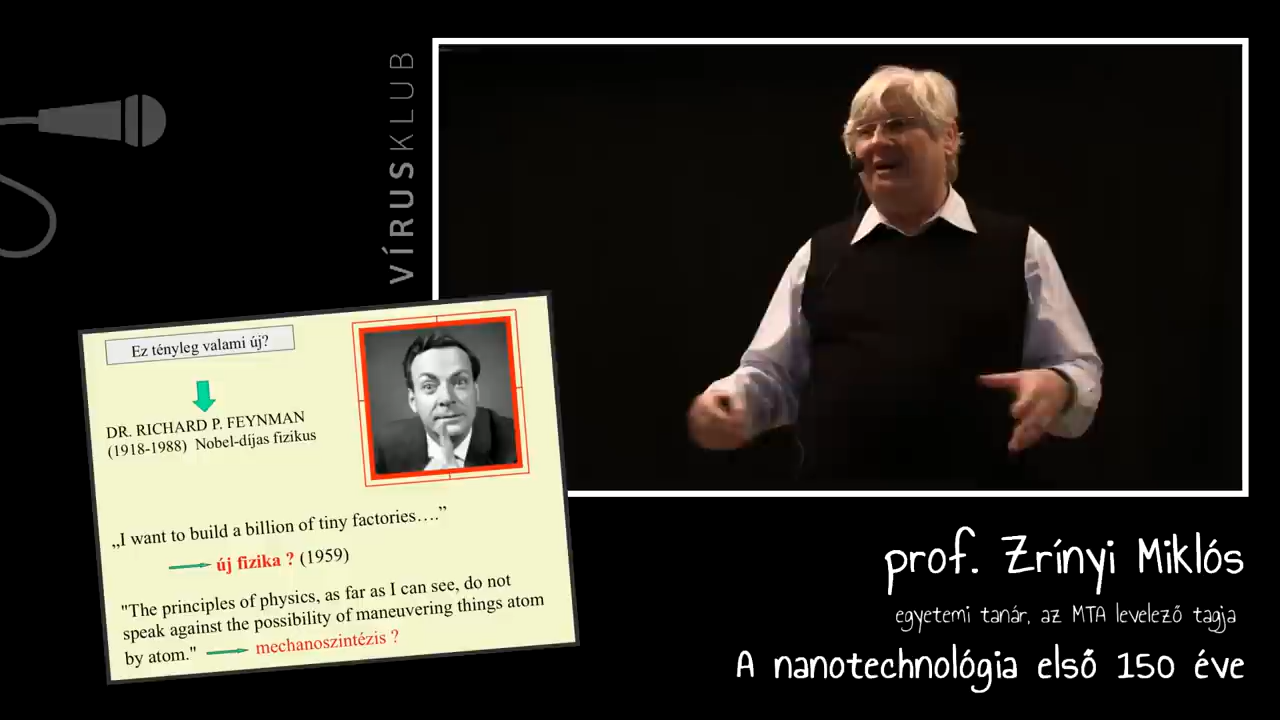 VÍRUSKLUB
Ez tényleg valami új?
DR. RICHARD P. FEYNMAN
(1918-1988) Nobel-díjas fizikus
„I want to build a billion of tiny factories….”
új fizika ? (1959)
"The principles of physics, as far as I can see, do not
speak against the possibility of maneuvering things atom
by atom." mechanoszintézis ?
prof. Zrínyi Miklós
egyetemi tanár, az MTA levelező tagja
A nanotechnológia első 150 éve